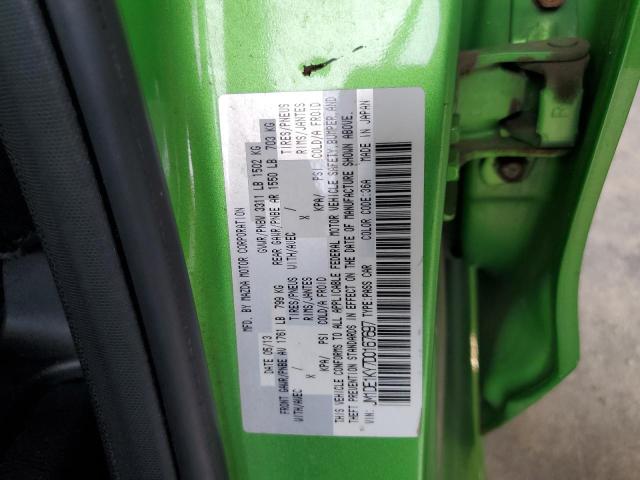 MFD. BY MAZDA MOTOR CORPORATION
DATE 05/13 GVWR/PNBV 3311 LB 1502 KG
FRONT GAWR/PNBE AV 1761 LB 799 KG REAR GAWR/PNBE AR 1550 LB 703 KG
WITH/AVEC TIRES/PNEUS WITH/AVEC TIRES/PNEUS
/ RIMS/JANTES / RIMS/JANTES
X X
KPA/ PSI COLD/A FROID KPA/ PSI COLD/A FROID
THIS VEHICLE CONFORMS TO ALL APPLICABLE FEDERAL MOTOR VEHICLE SAFETY, BUMPER, AND
THEFT PREVENTION STANDARDS IN EFFECT ON THE DATE OF MANUFACTURE SHOWN ABOVE.
VIN: JM1DE1KY7D0167597 TYPE:PASS CAR COLOR CODE:36A MADE IN JAPAN
R